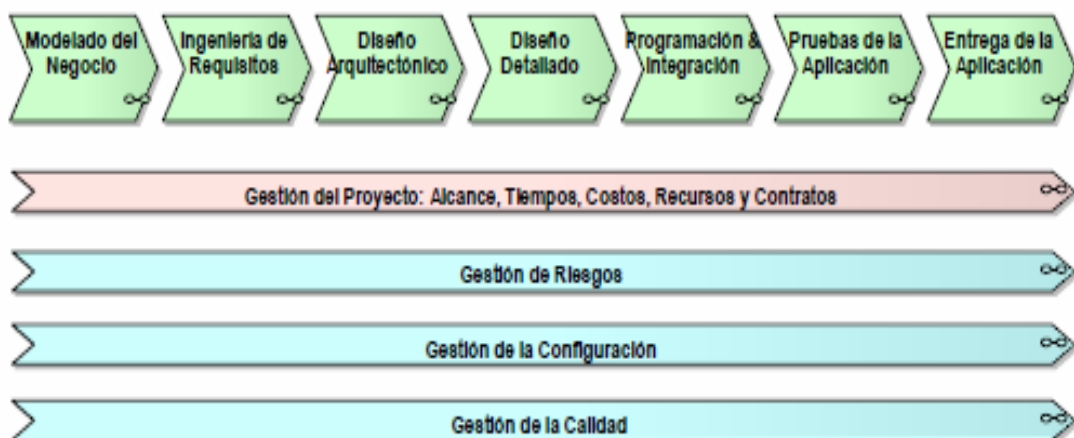 Modelado del
Negocio
Ingeniería de
Requisitos
Diseño
Arquitectónico
Diseño
Detallado
Programación &
Integración
Pruebas de la
Aplicación
Entrega de la
Aplicación
Gestión del Proyecto: Alcance, Tiempos, Costos, Recursos y Contratos
Gestión de Riesgos
Gestión de la Configuración
Gestión de la Calidad